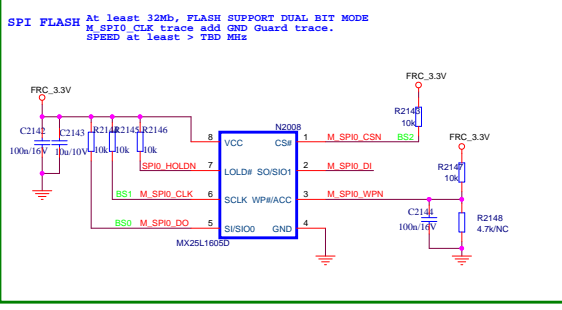 SPI FLASH
At least 32Mb, FLASH SUPPORT DUAL BIT MODE
M_SPI0_CLK trace add GND Guard trace.
SPEED at least > TBD MHz
FRC_3.3V
FRC_3.3V
R2143
10k
FRC_3.3V
C2142
100n/16V
C2143
10u/10V
R2144
10k
R2145
10k
R2146
10k
N2008
8 VCC CS# 1 M_SPI0_CSN BS2
SPI0_HOLDN 7 LOLD# SO/SIO1 2 M_SPI0_DI
BS1 M_SPI0_CLK 6 SCLK WP#/ACC 3 M_SPI0_WPN
BS0 M_SPI0_DO 5 SI/SIO0 GND 4
MX25L1605D
R2147
10k
C2144
100n/16V
R2148
4.7k/NC